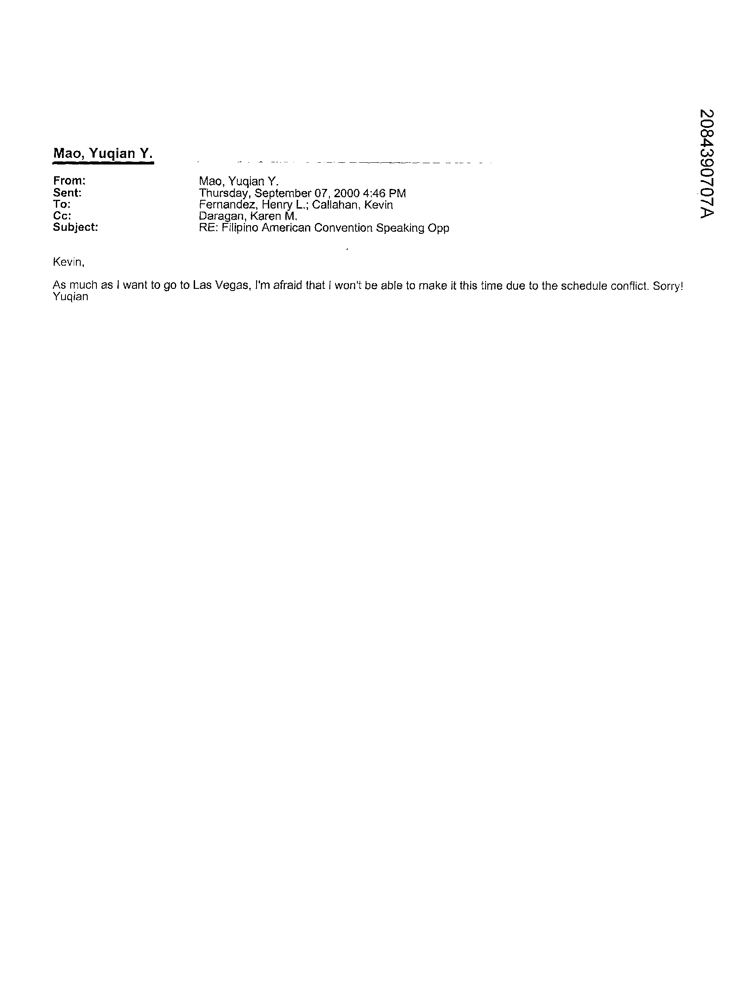 2084390707A
Mao, Yuqian Y.
From: Mao, Yuqian Y.
Sent: Thursday, September 07, 2000 4:46 PM
To: Fernandez, Henry L.; Callahan, Kevin
Cc: Daragan, Karen M.
Subject: RE: Filipino American Convention Speaking Opp
Kevin,
As much as I want to go to Las Vegas, I'm afraid that I won't be able to make it this time due to the schedule conflict. Sorry!
Yuqian